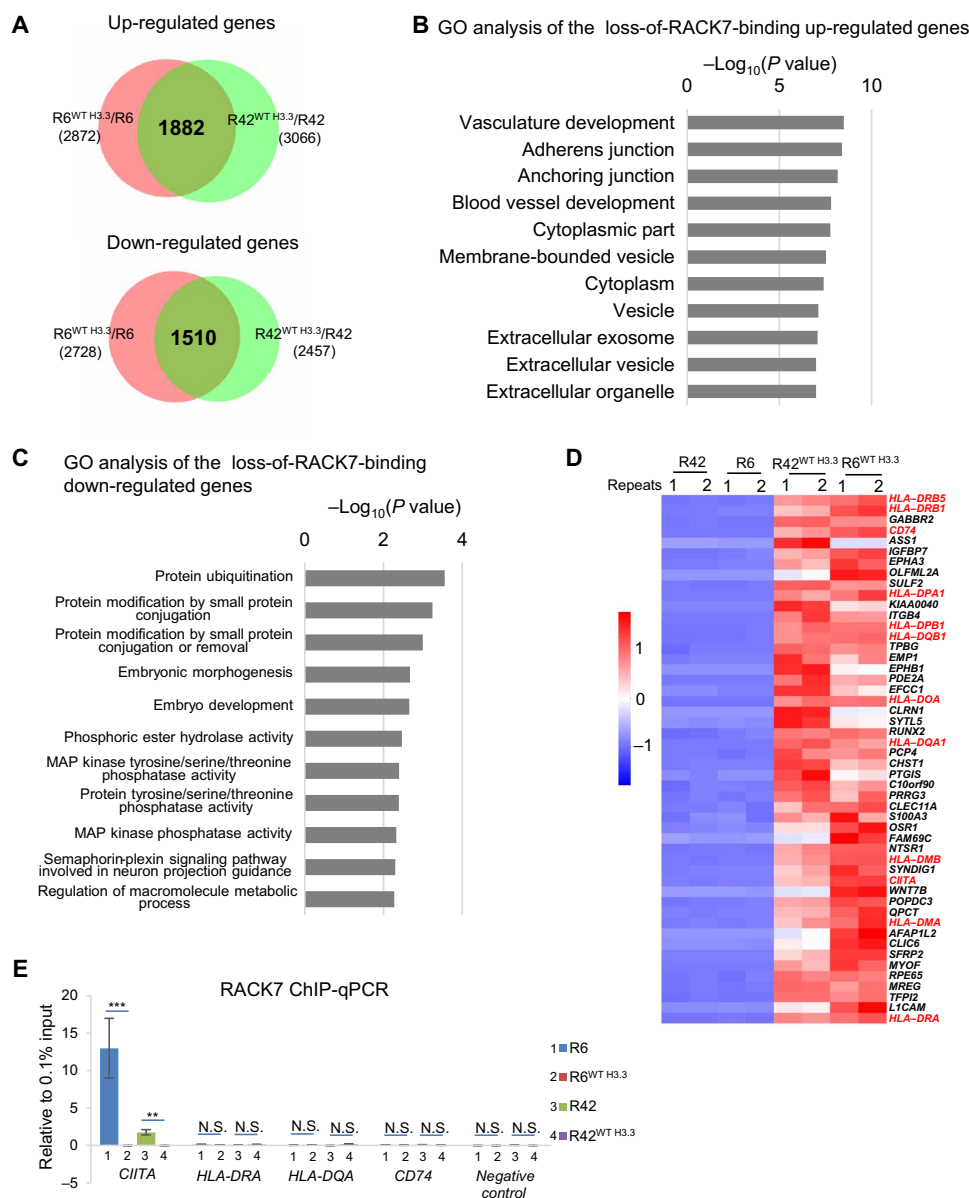 A
Up-regulated genes
R6WT H3.3/R6
(2872)
1882
R42WT H3.3/R42
(3066)
Down-regulated genes
R6WT H3.3/R6
(2728)
1510
R42WT H3.3/R42
(2457)
B GO analysis of the loss-of-RACK7-binding up-regulated genes
–Log10(P value)
0 5 10
Vasculature development
Adherens junction
Anchoring junction
Blood vessel development
Cytoplasmic part
Membrane-bounded vesicle
Cytoplasm
Vesicle
Extracellular exosome
Extracellular vesicle
Extracellular organelle
C GO analysis of the loss-of-RACK7-binding
down-regulated genes
–Log10(P value)
0 2 4
Protein ubiquitination
Protein modification by small protein
conjugation
Protein modification by small protein
conjugation or removal
Embryonic morphogenesis
Embryo development
Phosphoric ester hydrolase activity
MAP kinase tyrosine/serine/threonine
phosphatase activity
Protein tyrosine/serine/threonine
phosphatase activity
MAP kinase phosphatase activity
Semaphorin-plexin signaling pathway
involved in neuron projection guidance
Regulation of macromolecule metabolic
process
D
R42 R6 R42WT H3.3 R6WT H3.3
Repeats 1 2 1 2 1 2 1 2
1
0
–1
HLA–DRB5
HLA–DRB1
GABBR2
CD74
ASS1
IGFBP7
EPHA3
OLFML2A
SULF2
HLA–DPA1
KIAA0040
ITGB4
HLA–DPB1
HLA–DQB1
TPBG
EMP1
EPHB1
PDE2A
EFCC1
HLA–DOA
CLRN1
SYTL5
RUNX2
HLA–DQA1
PCP4
CHST1
PTGIS
C10orf90
PRRG3
CLEC11A
S100A3
OSR1
FAM69C
NTSR1
HLA–DMB
SYNDIG1
CIITA
WNT7B
POPDC3
QPCT
HLA–DMA
AFAP1L2
CLIC6
SFRP2
MYOF
RPE65
MREG
TFPI2
L1CAM
HLA–DRA
E
RACK7 ChIP-qPCR
Relative to 0.1% input
20
15
10
5
0
–5
*** ** N.S. N.S. N.S. N.S. N.S. N.S. N.S. N.S.
1 2 3 4 1 2 3 4 1 2 3 4 1 2 3 4 1 2 3 4
CIITA HLA-DRA HLA-DQA CD74 Negative
control
1 R6
2 R6WT H3.3
3 R42
4 R42WT H3.3